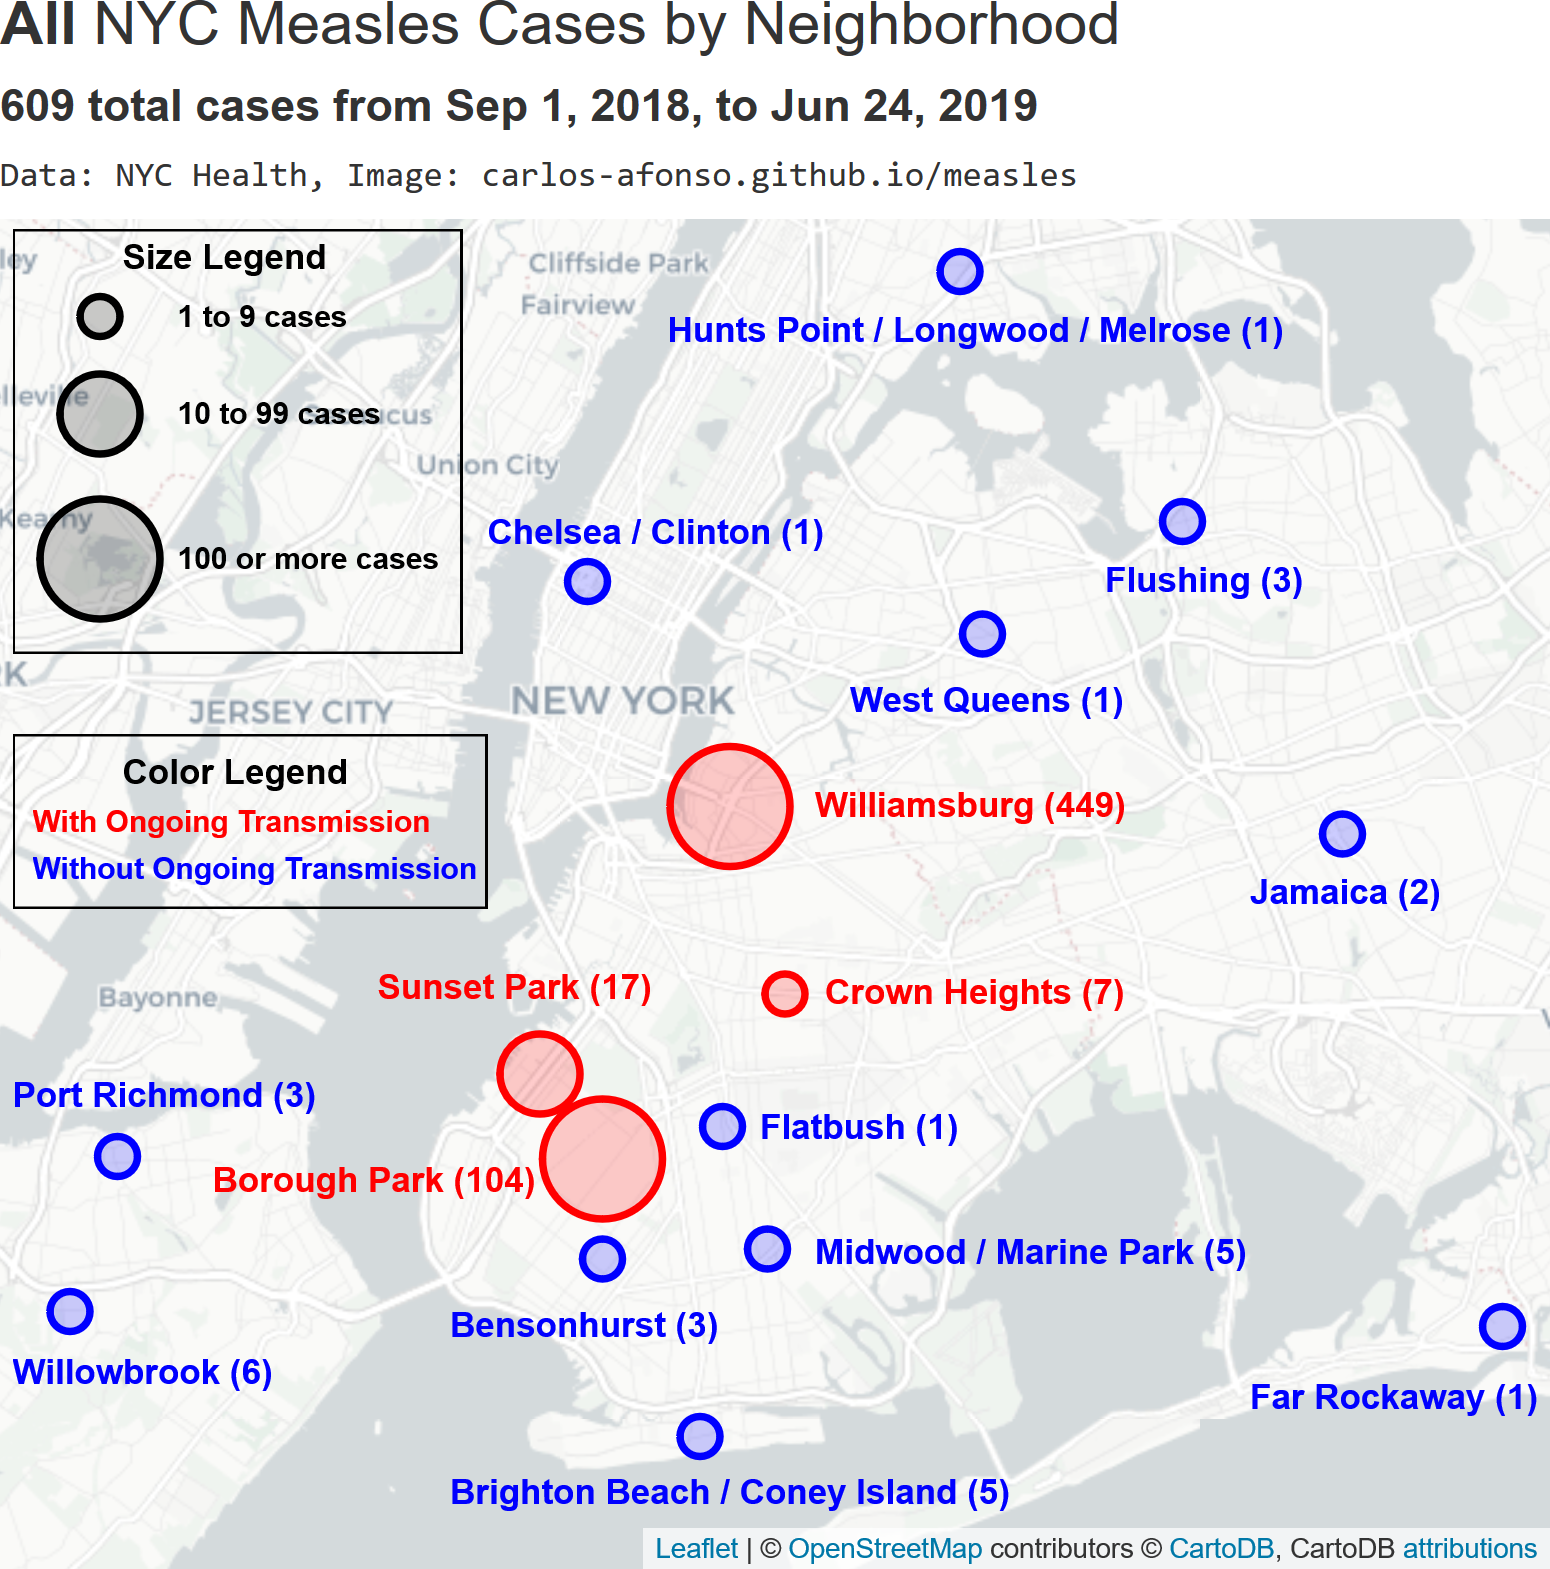 All NYC Measles Cases by Neighborhood
609 total cases from Sep 1, 2018, to Jun 24, 2019
Data: NYC Health, Image: carlos-afonso.github.io/measles
Size Legend
1 to 9 cases
10 to 99 cases
100 or more cases
Cliffside Park
Fairview
Union City
Kearny
Hunts Point / Longwood / Melrose (1)
Chelsea / Clinton (1)
Flushing (3)
West Queens (1)
NEW YORK
JERSEY CITY
Color Legend
With Ongoing Transmission
Without Ongoing Transmission
Williamsburg (449)
Jamaica (2)
Bayonne
Sunset Park (17)
Crown Heights (7)
Port Richmond (3)
Borough Park (104)
Flatbush (1)
Midwood / Marine Park (5)
Bensonhurst (3)
Willowbrook (6)
Far Rockaway (1)
Brighton Beach / Coney Island (5)
Leaflet | © OpenStreetMap contributors © CartoDB, CartoDB attributions